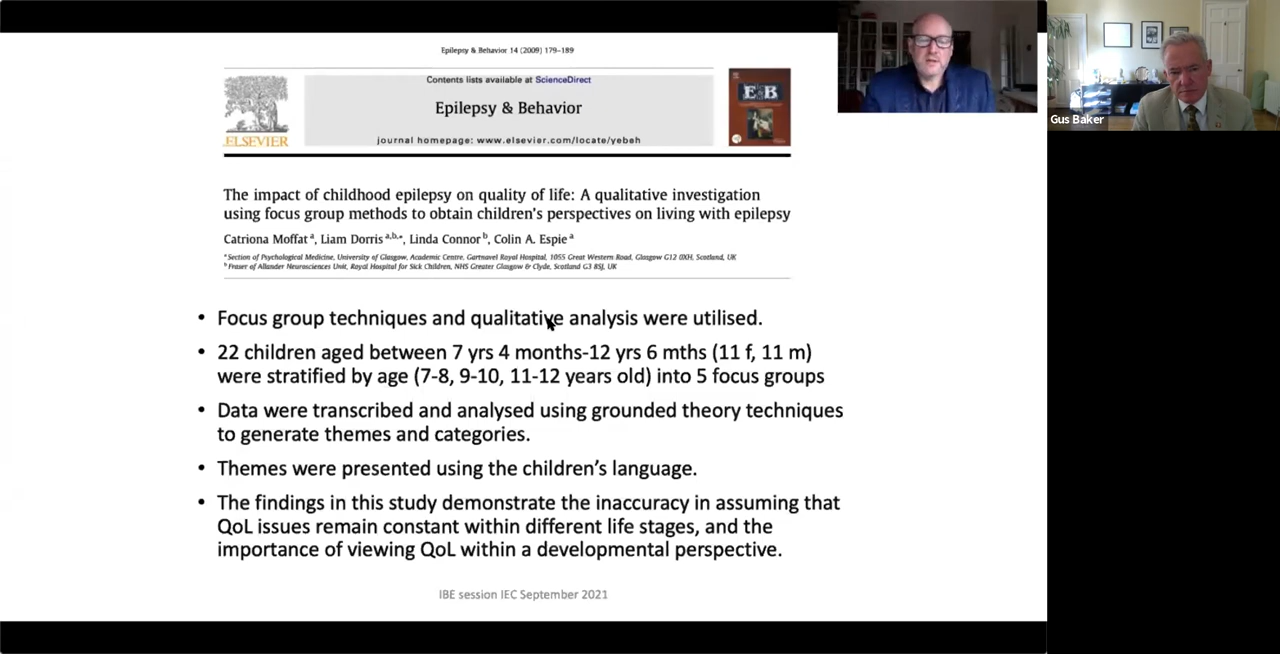 Epilepsy & Behavior 14 (2009) 179–189
Contents lists available at ScienceDirect
Epilepsy & Behavior
journal homepage: www.elsevier.com/locate/yebeh
ELSEVIER
E&B
Gus Baker
The impact of childhood epilepsy on quality of life: A qualitative investigation
using focus group methods to obtain children's perspectives on living with epilepsy
Catriona Moffat a, Liam Dorris a,b,*, Linda Connor b, Colin A. Espie a
a Section of Psychological Medicine, University of Glasgow, Academic Centre, Gartnavel Royal Hospital, 1055 Great Western Road, Glasgow G12 0XH, Scotland, UK
b Fraser of Allander Neurosciences Unit, Royal Hospital for Sick Children, NHS Greater Glasgow & Clyde, Scotland G3 8SJ, UK
• Focus group techniques and qualitative analysis were utilised.
• 22 children aged between 7 yrs 4 months-12 yrs 6 mths (11 f, 11 m)
were stratified by age (7-8, 9-10, 11-12 years old) into 5 focus groups
• Data were transcribed and analysed using grounded theory techniques
to generate themes and categories.
• Themes were presented using the children's language.
• The findings in this study demonstrate the inaccuracy in assuming that
QoL issues remain constant within different life stages, and the
importance of viewing QoL within a developmental perspective.
IBE session IEC September 2021